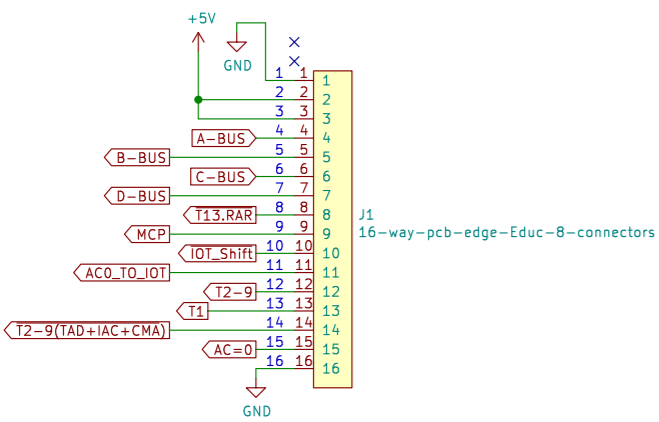 +5V
GND
1 1 1
2 2 2
3 3 3
A-BUS 4 4 4
B-BUS 5 5 5
C-BUS 6 6 6
D-BUS 7 7 7
T13.RAR 8 8 8
J1
MCP 9 9 9
16-way-pcb-edge-Educ-8-connectors
IOT_Shift 10 10 10
AC0_TO_IOT 11 11 11
T2-9 12 12 12
T1 13 13 13
T2-9(TAD+IAC+CMA) 14 14 14
AC=0 15 15 15
16 16 16
GND